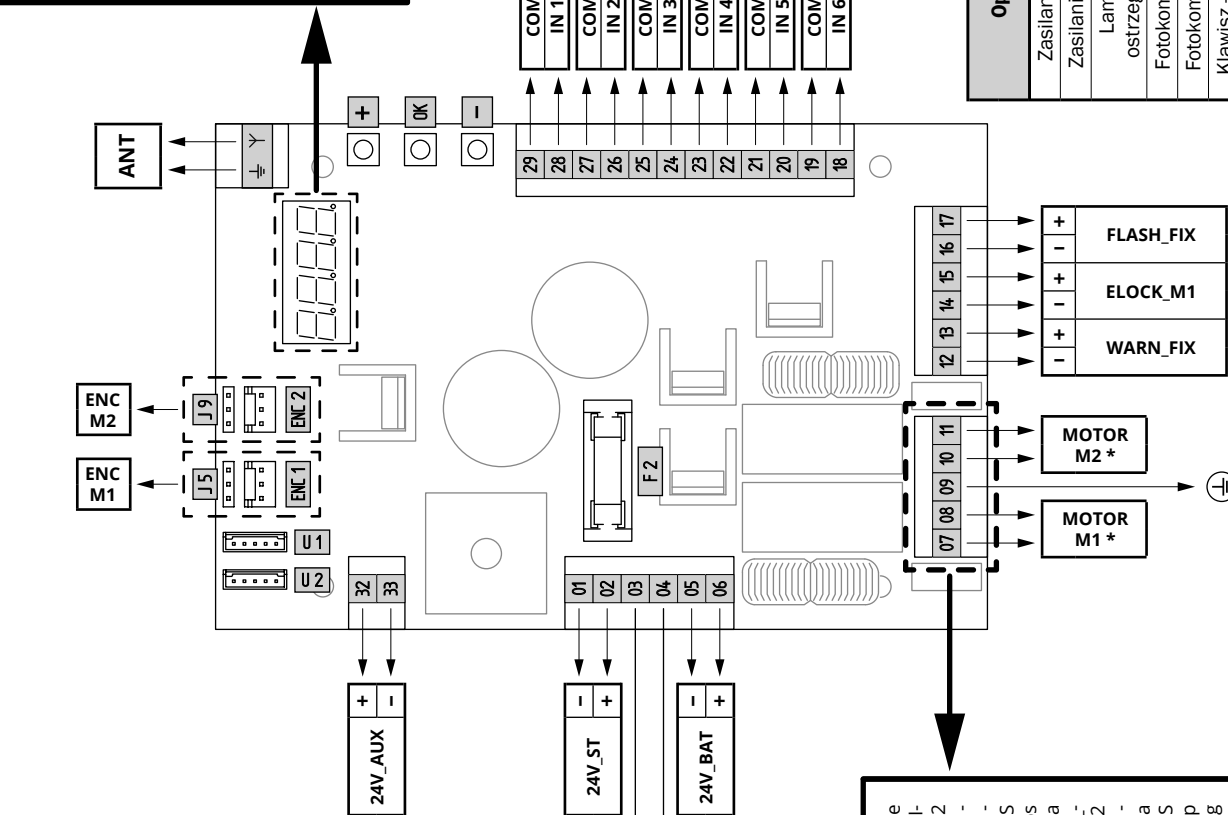 COM
IN 1
COM
IN 2
COM
IN 3
COM
IN 4
COM
IN 5
COM
IN 6
ANT
+
OK
−
29 28 27 26 25 24 23 22 21 20 19 18
17 + FLASH_FIX
16 −
15 + ELOCK_M1
14 −
13 + WARN_FIX
12 −
ENC
M2
J9
ENC 2
ENC
M1
J5
ENC 1
U1
U2
F2
11
10
09
08
07
MOTOR
M2 *
MOTOR
M1 *
32 33
01 02 03 04 05 06
+ −
24V_AUX
− +
24V_ST
− +
24V_BAT
Op
Zasilan
Zasilani
Lam
ostrzeg
Fotokom
Fotokom
Klawisz